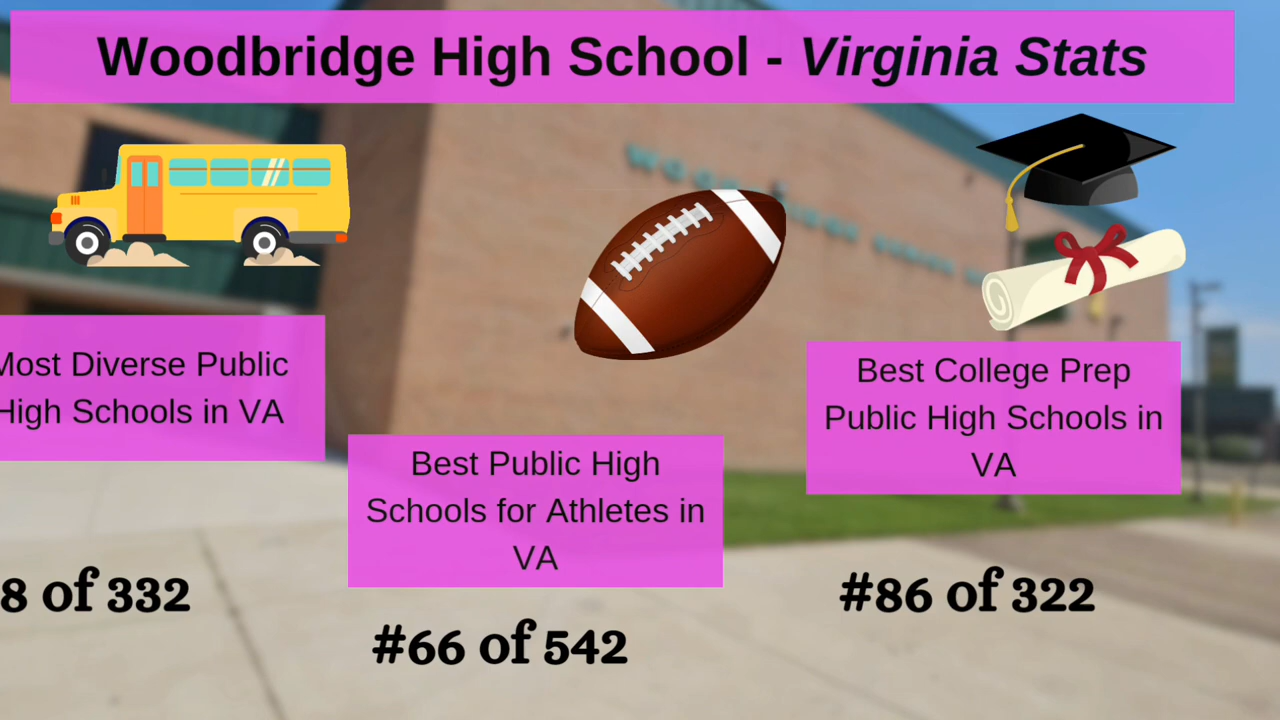 Woodbridge High School - Virginia Stats
Most Diverse Public
High Schools in VA
8 of 332
Best Public High
Schools for Athletes in
VA
#66 of 542
Best College Prep
Public High Schools in
VA
#86 of 322